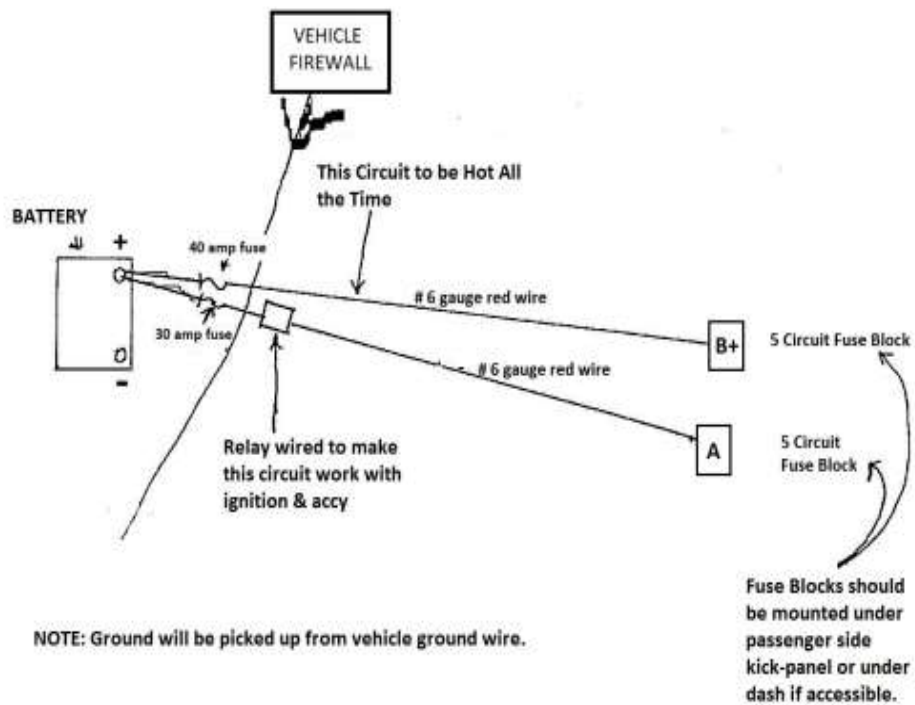 VEHICLE
FIREWALL
This Circuit to be Hot All
the Time
BATTERY
+
40 amp fuse
# 6 gauge red wire
B+
5 Circuit Fuse Block
30 amp fuse
# 6 gauge red wire
-
A
5 Circuit
Fuse Block
Relay wired to make
this circuit work with
ignition & accy
Fuse Blocks should
be mounted under
passenger side
kick-panel or under
dash if accessible.
NOTE: Ground will be picked up from vehicle ground wire.